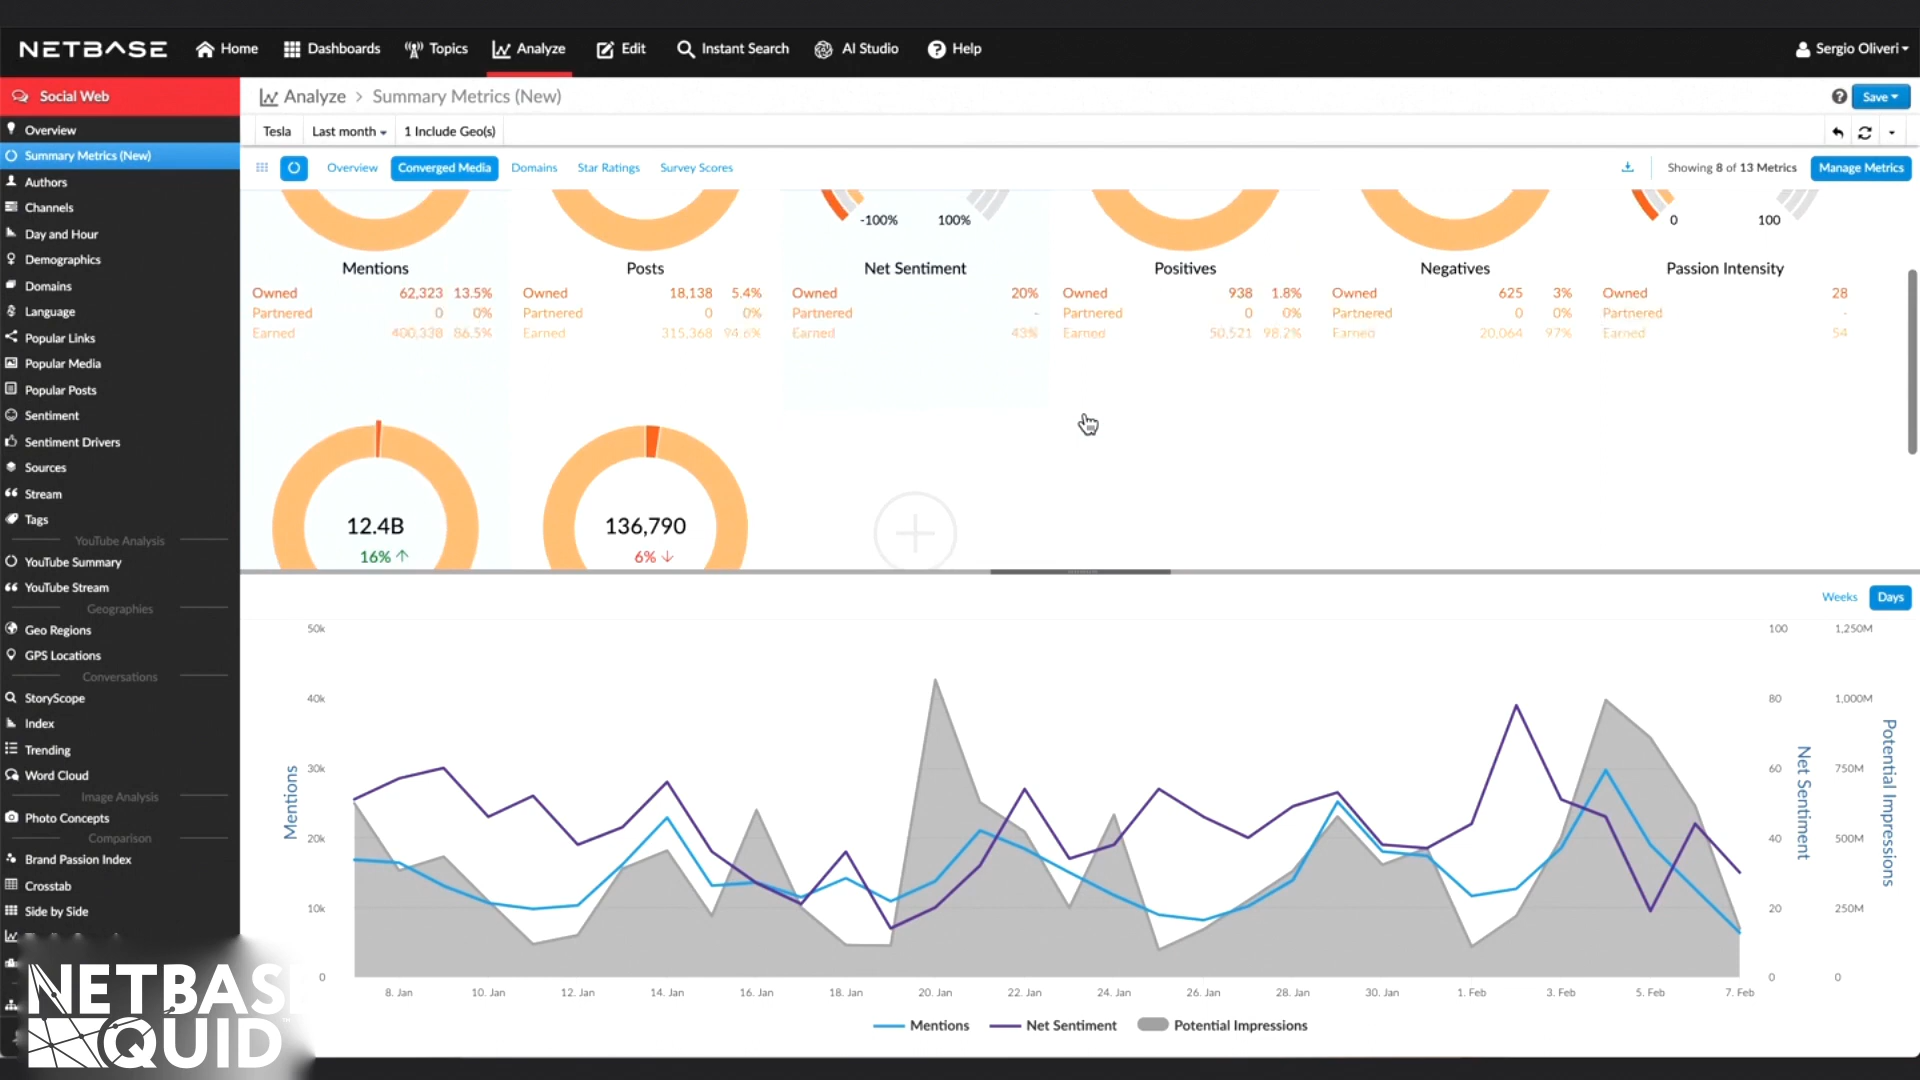 NETBASE Home Dashboards Topics Analyze Edit Instant Search AI Studio Help Sergio Oliveri
Social Web
Overview
Summary Metrics (New)
Authors
Channels
Day and Hour
Demographics
Domains
Language
Popular Links
Popular Media
Popular Posts
Sentiment
Sentiment Drivers
Sources
Stream
Tags
YouTube Analysis
YouTube Summary
YouTube Stream
Geographies
Geo Regions
GPS Locations
Conversations
StoryScope
Index
Trending
Word Cloud
Image Analysis
Photo Concepts
Comparison
Brand Passion Index
Crosstab
Side by Side
NETBASE
QUID
Analyze > Summary Metrics (New) Save
Tesla Last month 1 Include Geo(s)
Overview Converged Media Domains Star Ratings Survey Scores Showing 8 of 13 Metrics Manage Metrics
-100% 100% 0 100
Mentions Posts Net Sentiment Positives Negatives Passion Intensity
Owned 62,323 13.5% Owned 18,138 5.4% Owned 20% Owned 938 1.8% Owned 625 3% Owned 28
Partnered 0 0% Partnered 0 0% Partnered - Partnered 0 0% Partnered 0 0% Partnered -
Earned 400,338 86.5% Earned 315,368 94.6% Earned 43% Earned 50,521 98.2% Earned 20,064 97% Earned 54
12.4B 136,790
16% ↑ 6% ↓
Weeks Days
50k 100 1,250M
40k 80 1,000M
30k 60 750M
20k 40 500M
10k 20 250M
0 0 0
Mentions
Net Sentiment
Potential Impressions
8. Jan 10. Jan 12. Jan 14. Jan 16. Jan 18. Jan 20. Jan 22. Jan 24. Jan 26. Jan 28. Jan 30. Jan 1. Feb 3. Feb 5. Feb 7. Feb
Mentions Net Sentiment Potential Impressions